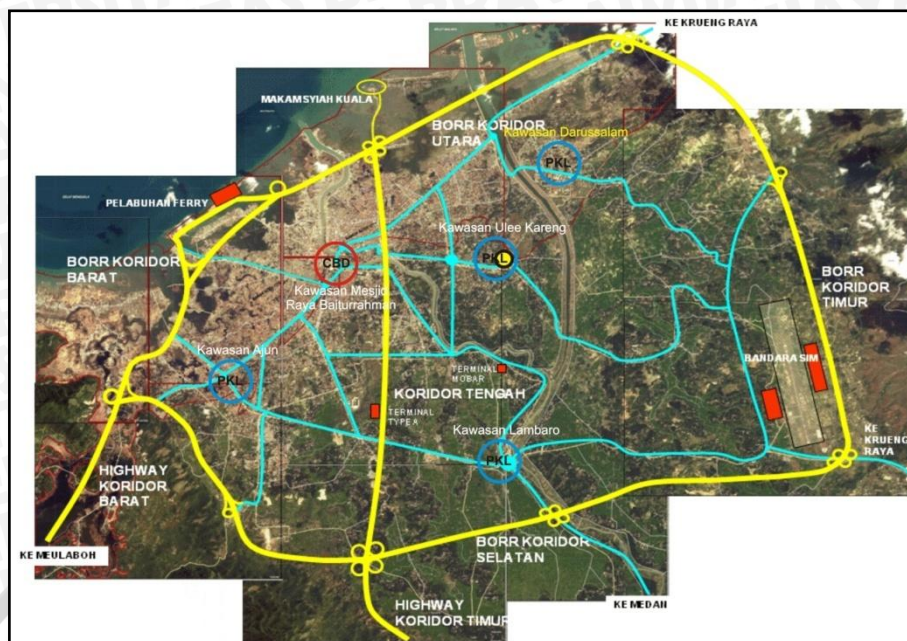 KE KRUENG RAYA
MAKAM SYIAH KUALA
BORR KORIDOR
UTARA
Kawasan Darussalam
PKL
PELABUHAN FERRY
Kawasan Ulee Kareng
PKL
BORR KORIDOR
BARAT
CBD
Kawasan Mesjid
Raya Baiturrahman
BORR
KORIDOR
TIMUR
Kawasan Ajun
PKL
BANDARA SIM
TERMINAL
MOBAR
KORIDOR TENGAH
TERMINAL
TYPE A
Kawasan Lambaro
PKL
KE
KRUENG
RAYA
HIGHWAY
KORIDOR
BARAT
KE MEULABOH
BORR KORIDOR
SELATAN
KE MEDAN
HIGHWAY
KORIDOR TIMUR